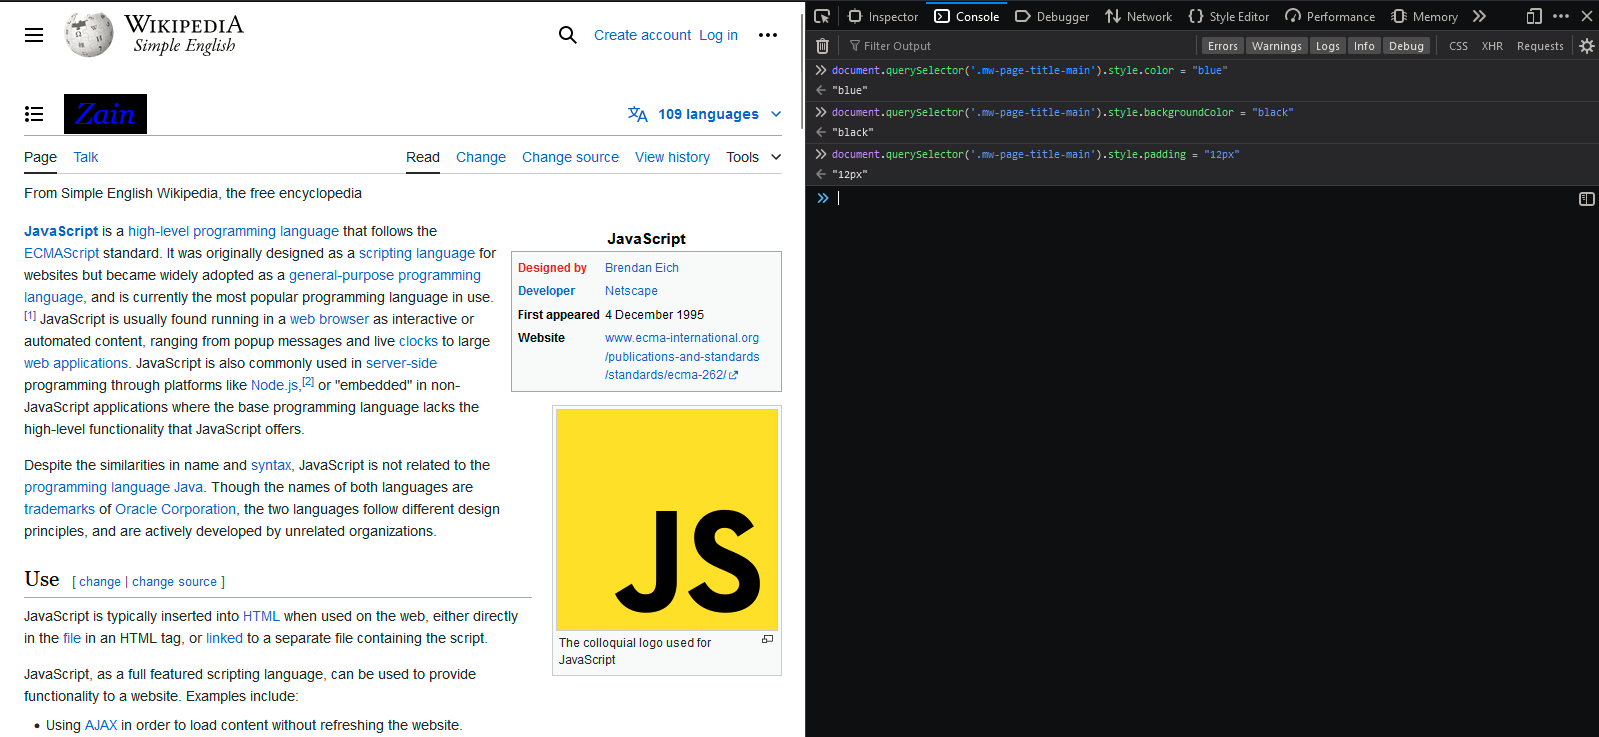 WIKIPEDIA
Simple English
Create account Log in
Zain
109 languages
Page Talk
Read Change Change source View history Tools
From Simple English Wikipedia, the free encyclopedia
JavaScript is a high-level programming language that follows the
ECMAScript standard. It was originally designed as a scripting language for
websites but became widely adopted as a general-purpose programming
language, and is currently the most popular programming language in use.
[1] JavaScript is usually found running in a web browser as interactive or
automated content, ranging from popup messages and live clocks to large
web applications. JavaScript is also commonly used in server-side
programming through platforms like Node.js,[2] or "embedded" in non-
JavaScript applications where the base programming language lacks the
high-level functionality that JavaScript offers.
Despite the similarities in name and syntax, JavaScript is not related to the
programming language Java. Though the names of both languages are
trademarks of Oracle Corporation, the two languages follow different design
principles, and are actively developed by unrelated organizations.
Use [ change | change source ]
JavaScript is typically inserted into HTML when used on the web, either directly
in the file in an HTML tag, or linked to a separate file containing the script.
JavaScript, as a full featured scripting language, can be used to provide
functionality to a website. Examples include:
• Using AJAX in order to load content without refreshing the website.
JavaScript
Designed by Brendan Eich
Developer Netscape
First appeared 4 December 1995
Website www.ecma-international.org
/publications-and-standards
/standards/ecma-262/
JS
The colloquial logo used for
JavaScript
Inspector Console Debugger Network Style Editor Performance Memory
Filter Output Errors Warnings Logs Info Debug CSS XHR Requests
document.querySelector('.mw-page-title-main').style.color = "blue"
"blue"
document.querySelector('.mw-page-title-main').style.backgroundColor = "black"
"black"
document.querySelector('.mw-page-title-main').style.padding = "12px"
"12px"